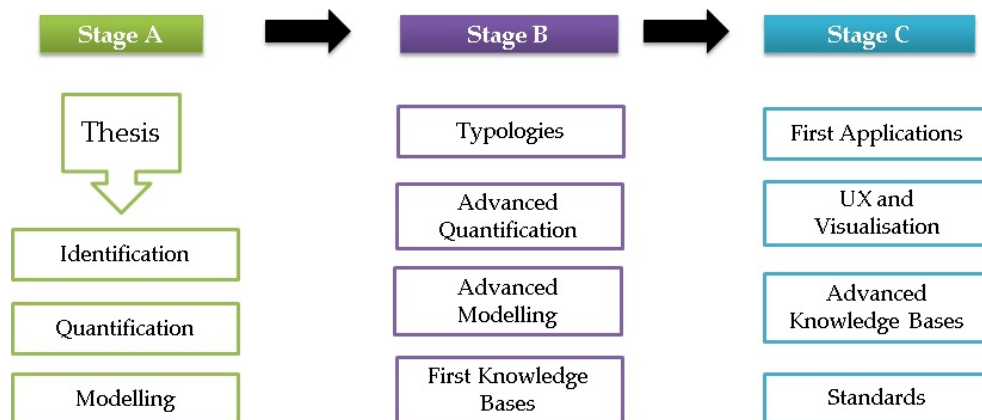 Stage A
Stage B
Stage C
Thesis
Identification
Quantification
Modelling
Typologies
Advanced
Quantification
Advanced
Modelling
First Knowledge
Bases
First Applications
UX and
Visualisation
Advanced
Knowledge Bases
Standards